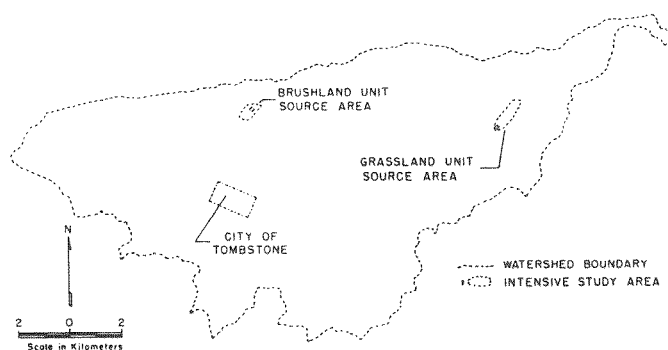 BRUSHLAND UNIT
SOURCE AREA
GRASSLAND UNIT
SOURCE AREA
CITY OF
TOMBSTONE
N
WATERSHED BOUNDARY
INTENSIVE STUDY AREA
2 0 2
Scale in Kilometers